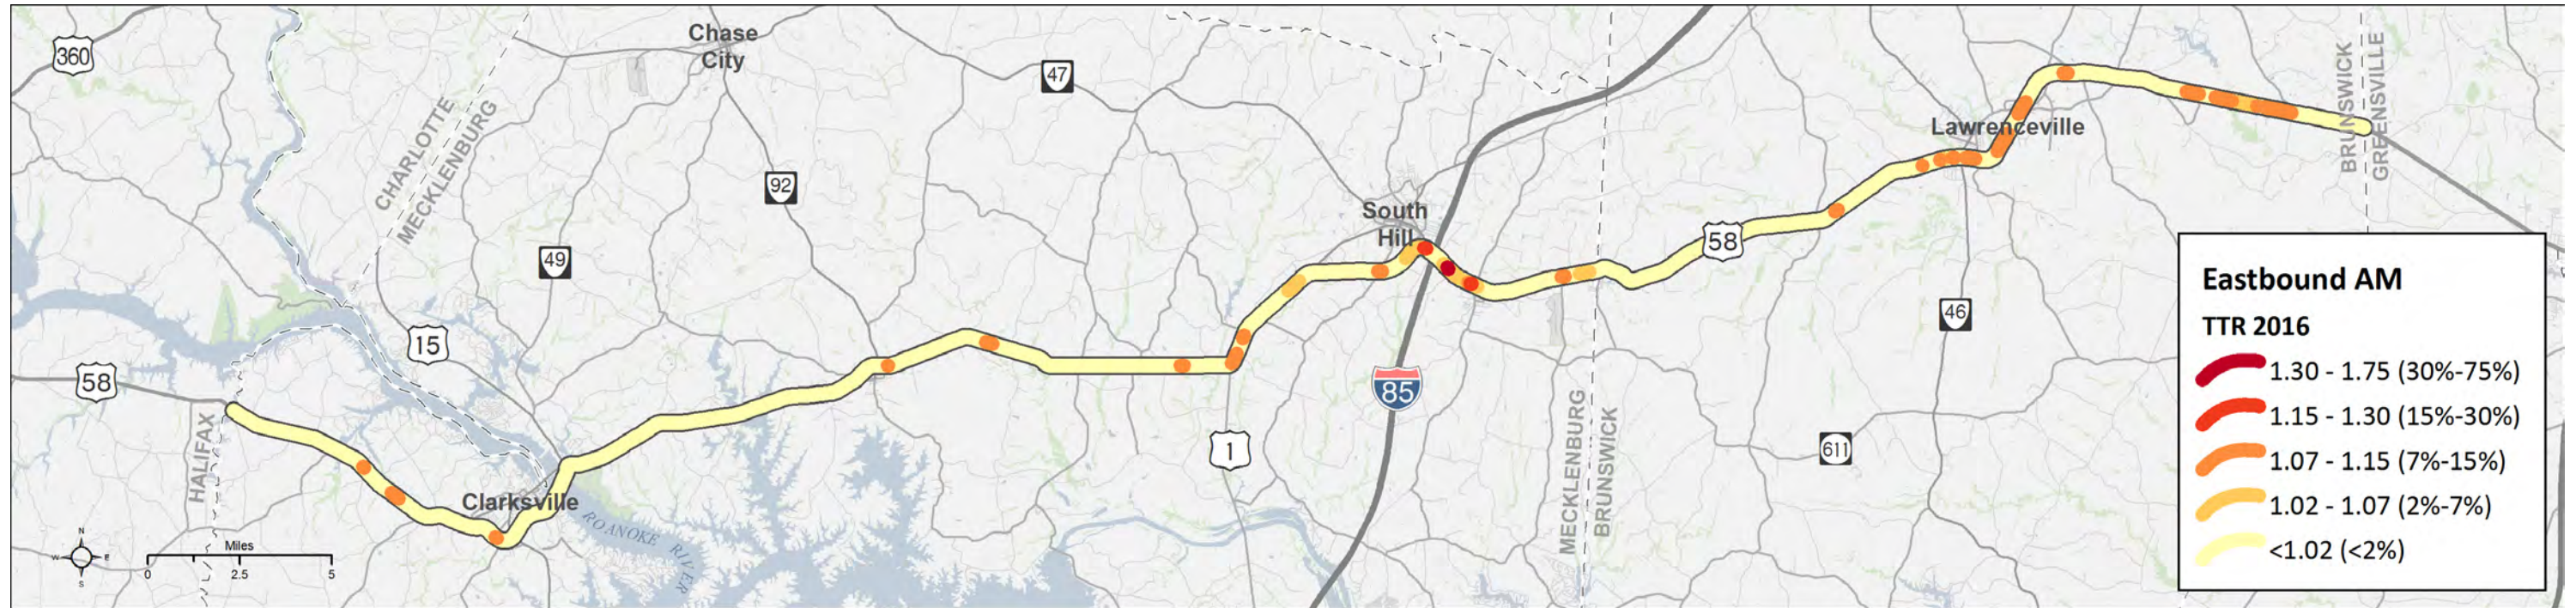 360
Chase
City
47
CHARLOTTE
MECKLENBURG
92
49
15
58
HALIFAX
Clarksville
ROANOKE RIVER
N
W E
S
Miles
0 2.5 5
South
Hill
85
1
MECKLENBURG
BRUNSWICK
58
Lawrenceville
46
611
BRUNSWICK
GREENSVILLE
Eastbound AM
TTR 2016
1.30 - 1.75 (30%-75%)
1.15 - 1.30 (15%-30%)
1.07 - 1.15 (7%-15%)
1.02 - 1.07 (2%-7%)
<1.02 (<2%)